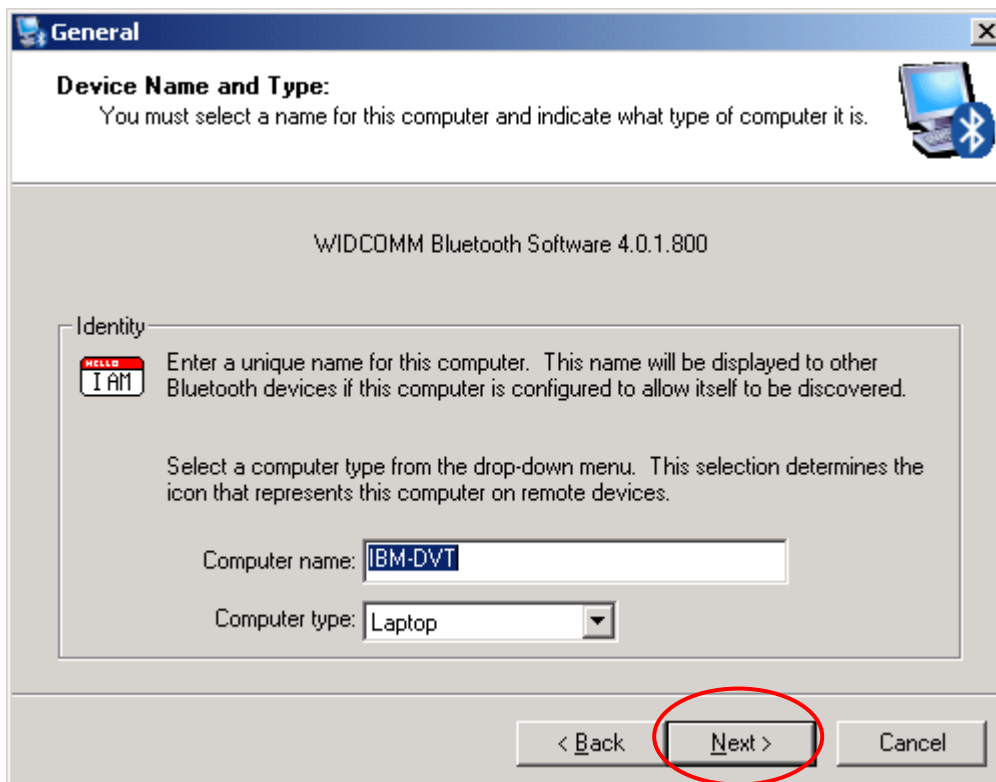 General
Device Name and Type:
You must select a name for this computer and indicate what type of computer it is.
WIDCOMM Bluetooth Software 4.0.1.800
Identity
HELLO
I AM
Enter a unique name for this computer.  This name will be displayed to other
Bluetooth devices if this computer is configured to allow itself to be discovered.
Select a computer type from the drop-down menu.  This selection determines the
icon that represents this computer on remote devices.
Computer name: IBM-DVT
Computer type: Laptop
< Back Next > Cancel